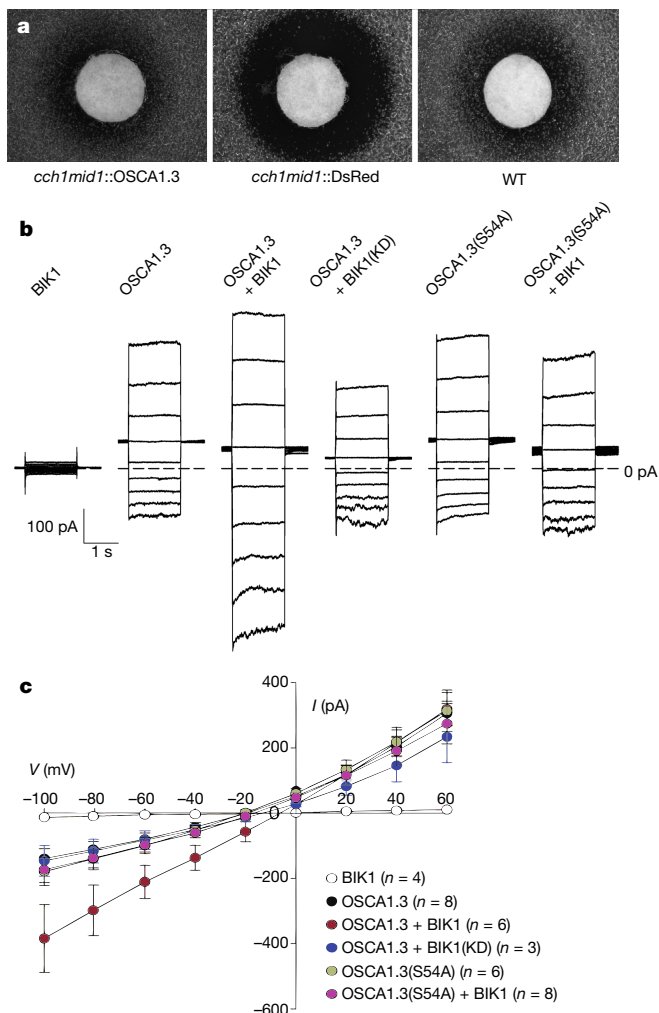 a
cch1mid1::OSCA1.3
cch1mid1::DsRed
WT
b
BIK1
OSCA1.3
OSCA1.3
+ BIK1
OSCA1.3
+ BIK1(KD)
OSCA1.3(S54A)
OSCA1.3(S54A)
+ BIK1
0 pA
100 pA
1 s
c
400
I (pA)
200
V (mV)
−100 −80 −60 −40 −20 0 20 40 60
−200
−400
−600
BIK1 (n = 4)
OSCA1.3 (n = 8)
OSCA1.3 + BIK1 (n = 6)
OSCA1.3 + BIK1(KD) (n = 3)
OSCA1.3(S54A) (n = 6)
OSCA1.3(S54A) + BIK1 (n = 8)